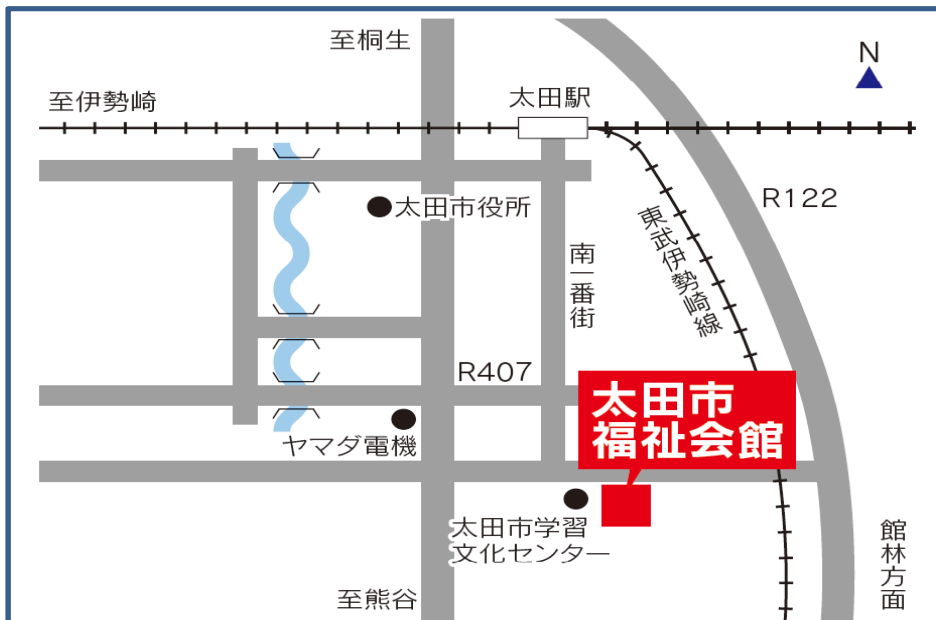 至桐生
N
至伊勢崎
太田駅
R122
太田市役所
東武伊勢崎線
南一番街
R407
太田市
福祉会館
ヤマダ電機
太田市学習
文化センター
館林方面
至熊谷